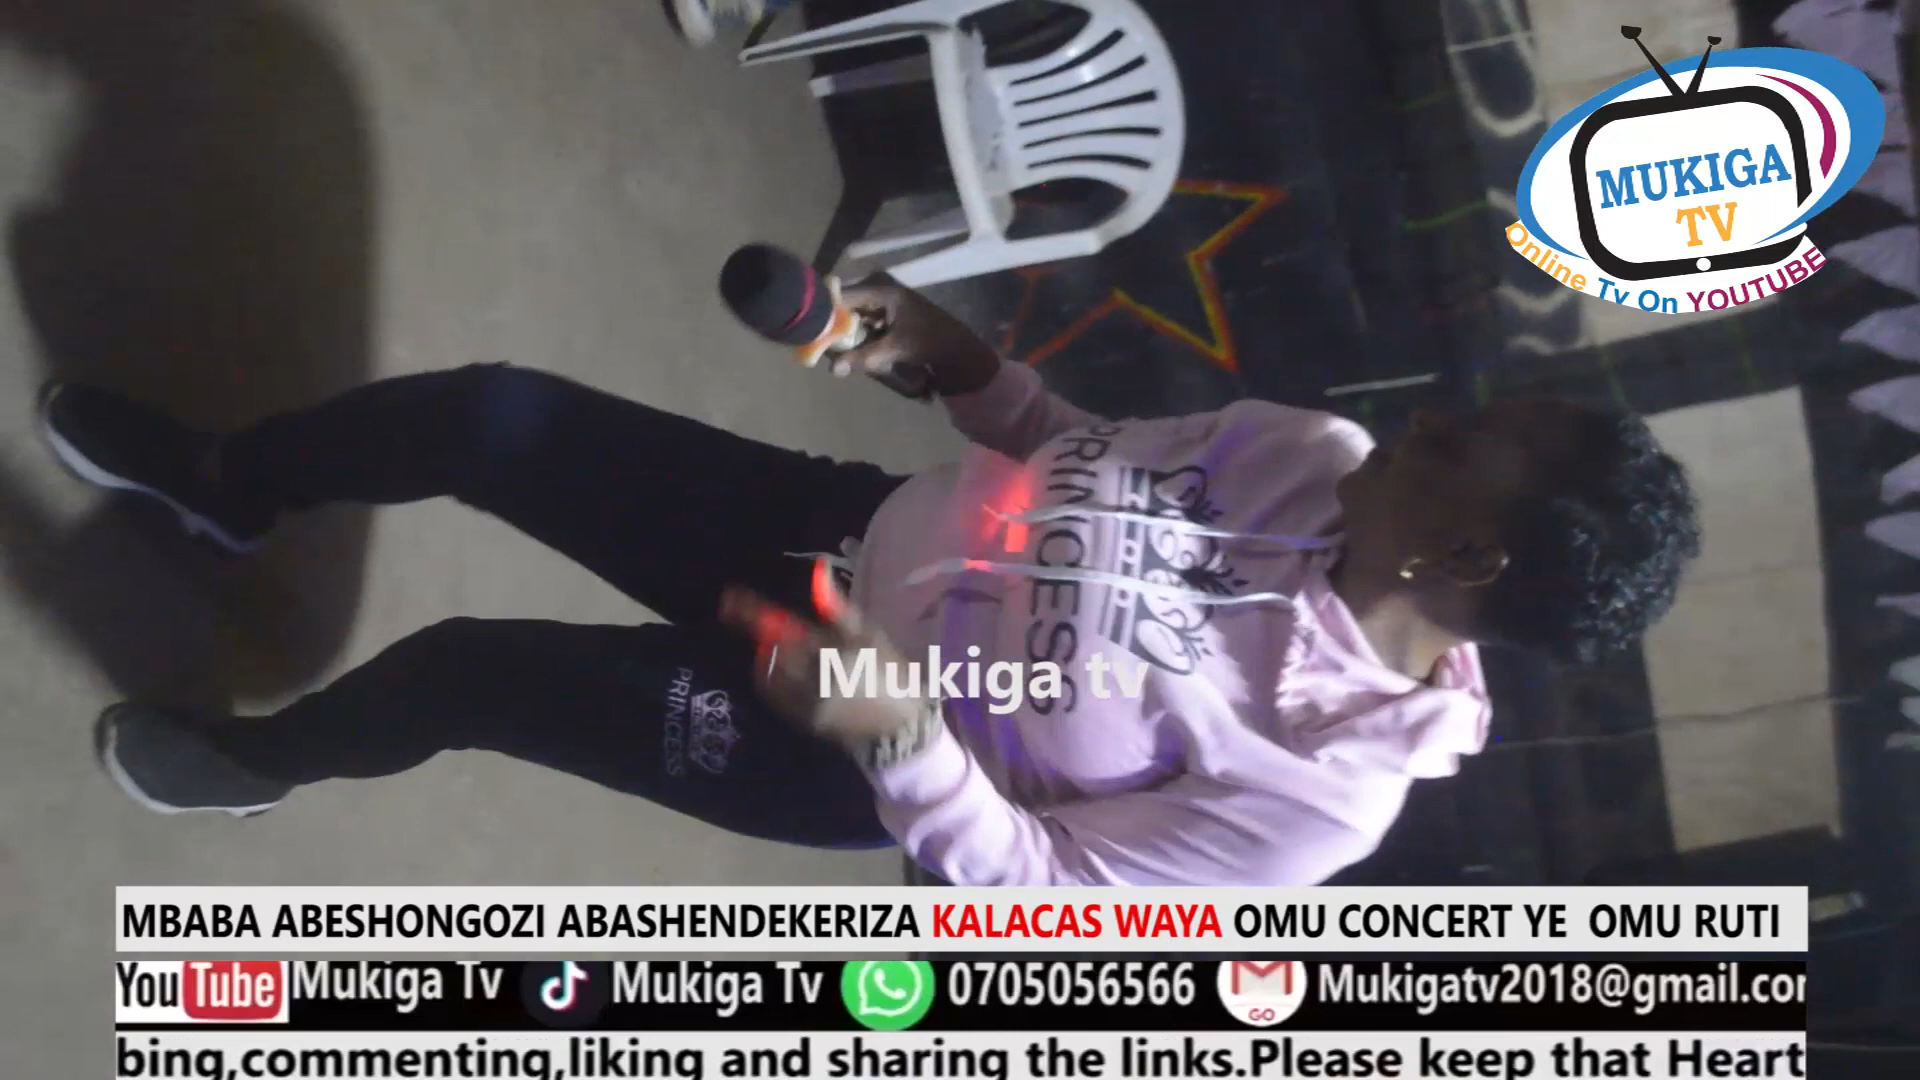 MUKIGA
TV
Online Tv On YOUTUBE
PRINCESS
PRINCESS
Mukiga tv
MBABA ABESHONGOZI ABASHENDEKERIZA KALACAS WAYA OMU CONCERT YE OMU RUTI
YouTube Mukiga Tv Mukiga Tv 0705056566 GO Mukigatv2018@gmail.com
bing,commenting,liking and sharing the links.Please keep that Heart